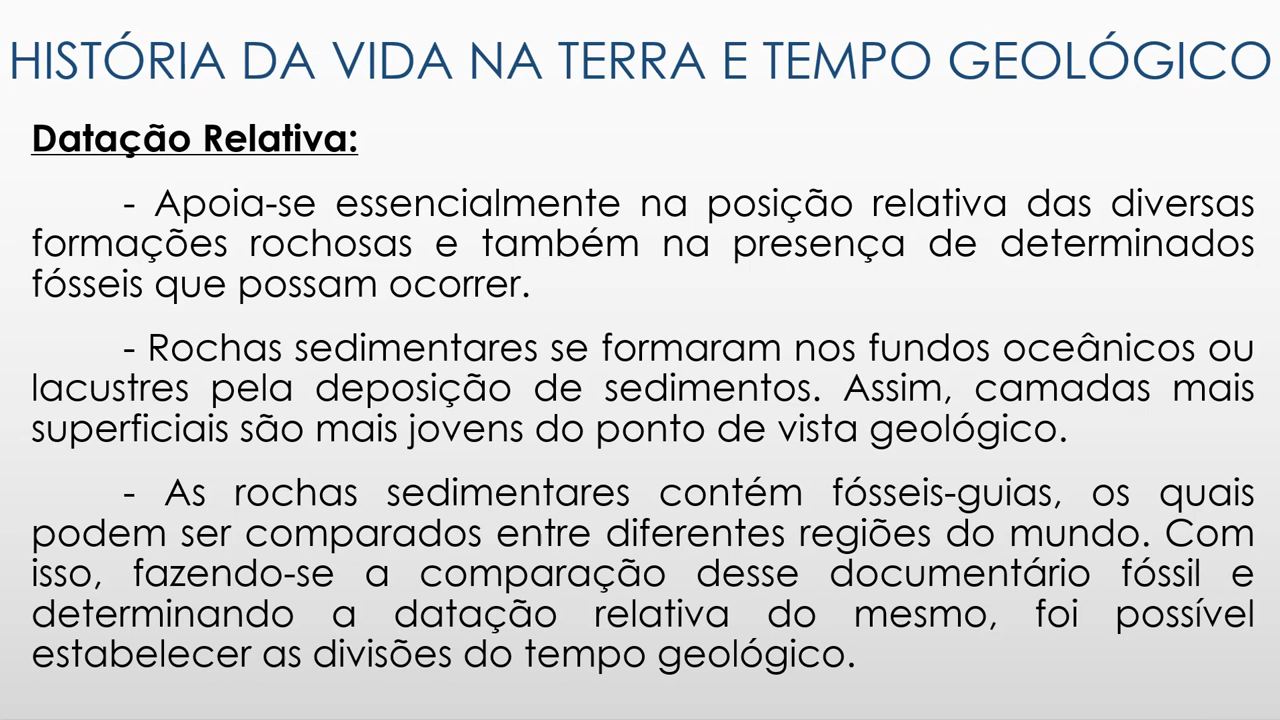 HISTÓRIA DA VIDA NA TERRA E TEMPO GEOLÓGICO
Datação Relativa:
- Apoia-se essencialmente na posição relativa das diversas
formações rochosas e também na presença de determinados
fósseis que possam ocorrer.
- Rochas sedimentares se formaram nos fundos oceânicos ou
lacustres pela deposição de sedimentos. Assim, camadas mais
superficiais são mais jovens do ponto de vista geológico.
- As rochas sedimentares contém fósseis-guias, os quais
podem ser comparados entre diferentes regiões do mundo. Com
isso, fazendo-se a comparação desse documentário fóssil e
determinando a datação relativa do mesmo, foi possível
estabelecer as divisões do tempo geológico.